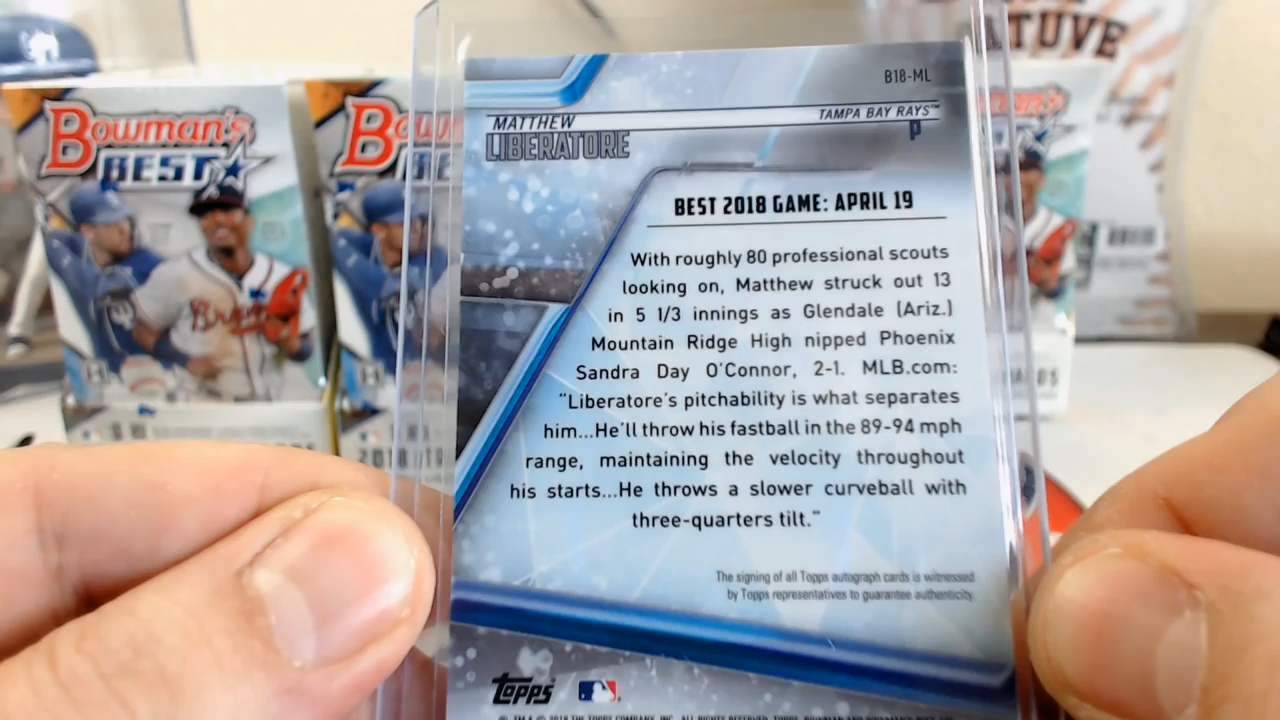 TUVE
BOWMAN'S
BEST
B18-ML
MATTHEW
LIBERATORE
TAMPA BAY RAYS™
P
BEST 2018 GAME: APRIL 19
With roughly 80 professional scouts
looking on, Matthew struck out 13
in 5 1/3 innings as Glendale (Ariz.)
Mountain Ridge High nipped Phoenix
Sandra Day O'Connor, 2-1. MLB.com:
"Liberatore's pitchability is what separates
him...He'll throw his fastball in the 89-94 mph
range, maintaining the velocity throughout
his starts...He throws a slower curveball with
three-quarters tilt."
The signing of all Topps autograph cards is witnessed
by Topps representatives to guarantee authenticity.
Topps